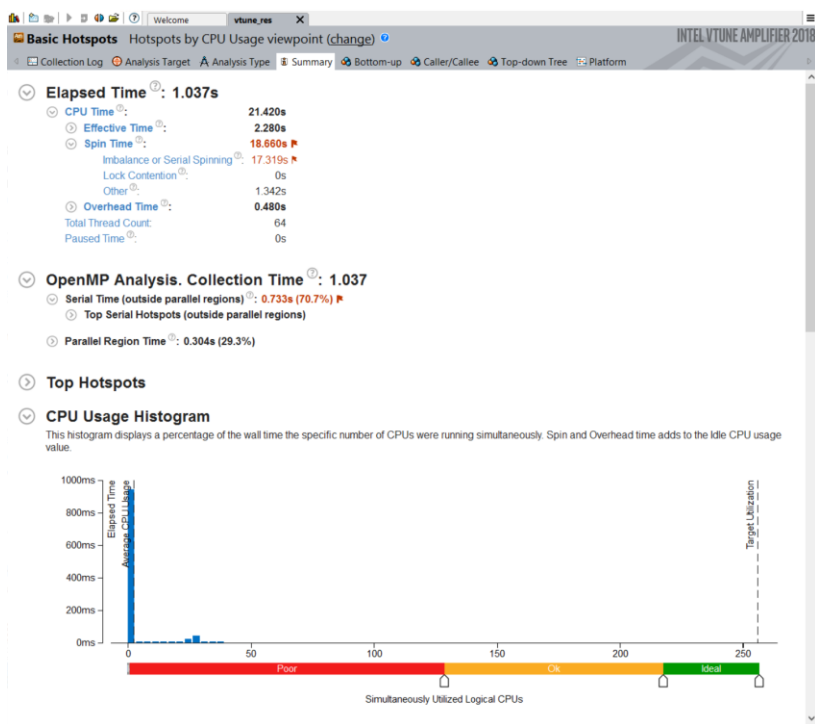 Welcome vtune_res X
Basic Hotspots Hotspots by CPU Usage viewpoint (change) ?
INTEL VTUNE AMPLIFIER 2018
Collection Log Analysis Target Analysis Type Summary Bottom-up Caller/Callee Top-down Tree Platform
Elapsed Time ?: 1.037s
CPU Time ?: 21.420s
Effective Time ?: 2.280s
Spin Time ?: 18.660s
Imbalance or Serial Spinning ?: 17.319s
Lock Contention ?: 0s
Other ?: 1.342s
Overhead Time ?: 0.480s
Total Thread Count: 64
Paused Time ?: 0s
OpenMP Analysis. Collection Time ?: 1.037
Serial Time (outside parallel regions) ?: 0.733s (70.7%)
Top Serial Hotspots (outside parallel regions)
Parallel Region Time ?: 0.304s (29.3%)
Top Hotspots
CPU Usage Histogram
This histogram displays a percentage of the wall time the specific number of CPUs were running simultaneously. Spin and Overhead time adds to the Idle CPU usage
value.
Elapsed Time
Average CPU Usage
Target Utilization
1000ms
800ms
600ms
400ms
200ms
0ms
0 50 100 150 200 250
Poor Ok Ideal
Simultaneously Utilized Logical CPUs